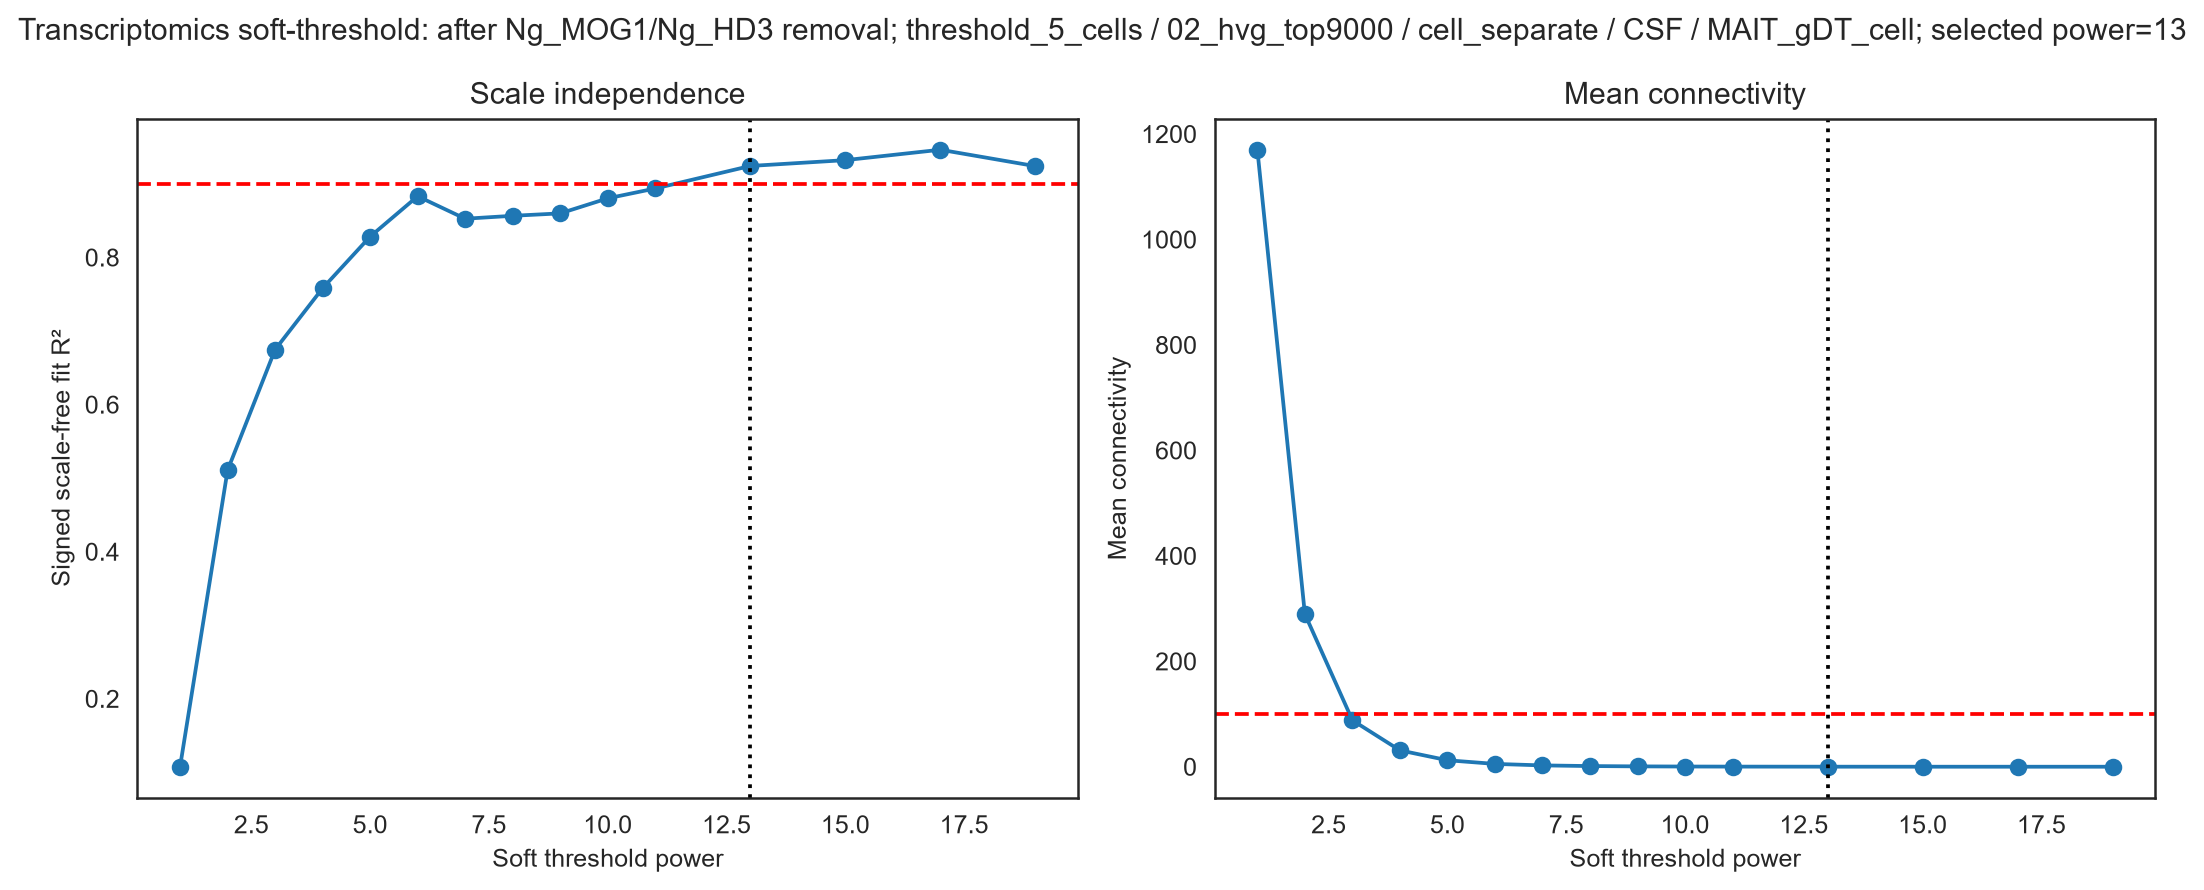 Transcriptomics soft-threshold: after Ng_MOG1/Ng_HD3 removal; threshold_5_cells / 02_hvg_top9000 / cell_separate / CSF / MAIT_gDT_cell; selected power=13
Scale independence
Signed scale-free fit R²
0.8
0.6
0.4
0.2
2.5 5.0 7.5 10.0 12.5 15.0 17.5
Soft threshold power
Mean connectivity
Mean connectivity
1200
1000
800
600
400
200
0
2.5 5.0 7.5 10.0 12.5 15.0 17.5
Soft threshold power